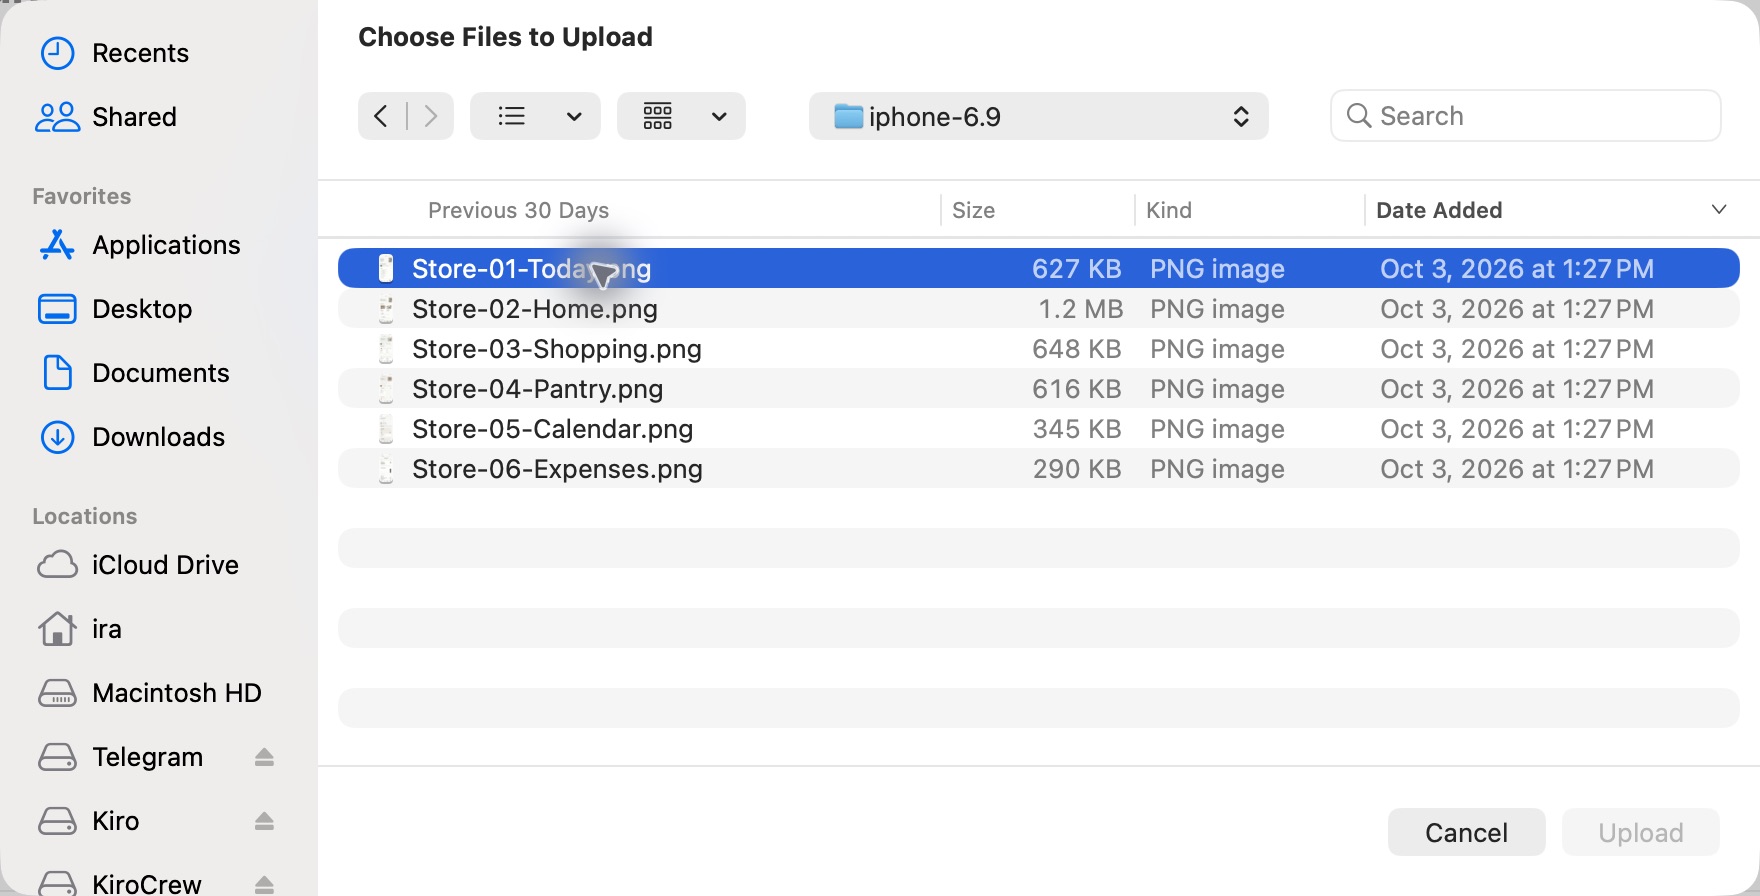 Recents
Shared
Favorites
Applications
Desktop
Documents
Downloads
Locations
iCloud Drive
ira
Macintosh HD
Telegram
Kiro
KiroCrew
Choose Files to Upload
iphone-6.9
Search
Previous 30 Days Size Kind Date Added
Store-01-Today.png 627 KB PNG image Oct 3, 2026 at 1:27 PM
Store-02-Home.png 1.2 MB PNG image Oct 3, 2026 at 1:27 PM
Store-03-Shopping.png 648 KB PNG image Oct 3, 2026 at 1:27 PM
Store-04-Pantry.png 616 KB PNG image Oct 3, 2026 at 1:27 PM
Store-05-Calendar.png 345 KB PNG image Oct 3, 2026 at 1:27 PM
Store-06-Expenses.png 290 KB PNG image Oct 3, 2026 at 1:27 PM
Cancel Upload